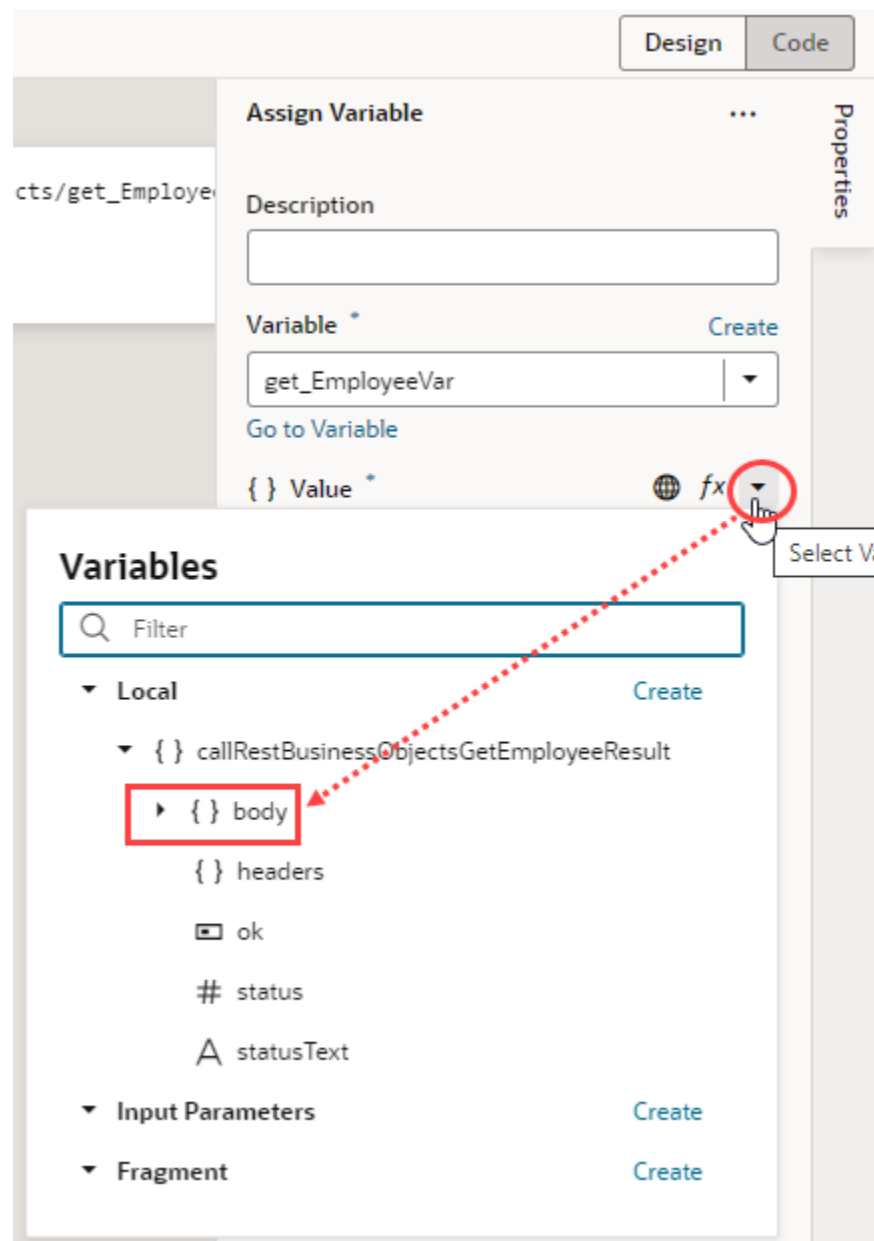 Design Code
Assign Variable ...
Properties
cts/get_Employe
Description
Variable * Create
get_EmployeeVar
Go to Variable
{ } Value * fx
Select Va
Variables
Filter
Local Create
{ } callRestBusinessObjectsGetEmployeeResult
{ } body
{ } headers
ok
# status
A statusText
Input Parameters Create
Fragment Create